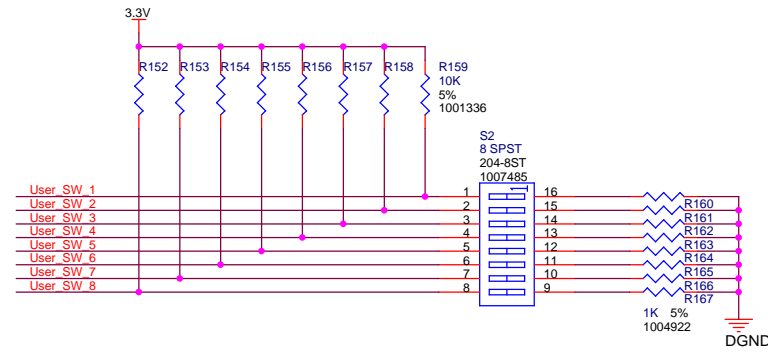 3.3V
R152 R153 R154 R155 R156 R157 R158 R159
10K
5%
1001336
S2
8 SPST
204-8ST
1007485
User_SW_1 1 16
User_SW_2 2 15 R160
User_SW_3 3 14 R161
User_SW_4 4 13 R162
User_SW_5 5 12 R163
User_SW_6 6 11 R164
User_SW_7 7 10 R165
User_SW_8 8 9 R166
R167
1K 5%
1004922
DGND